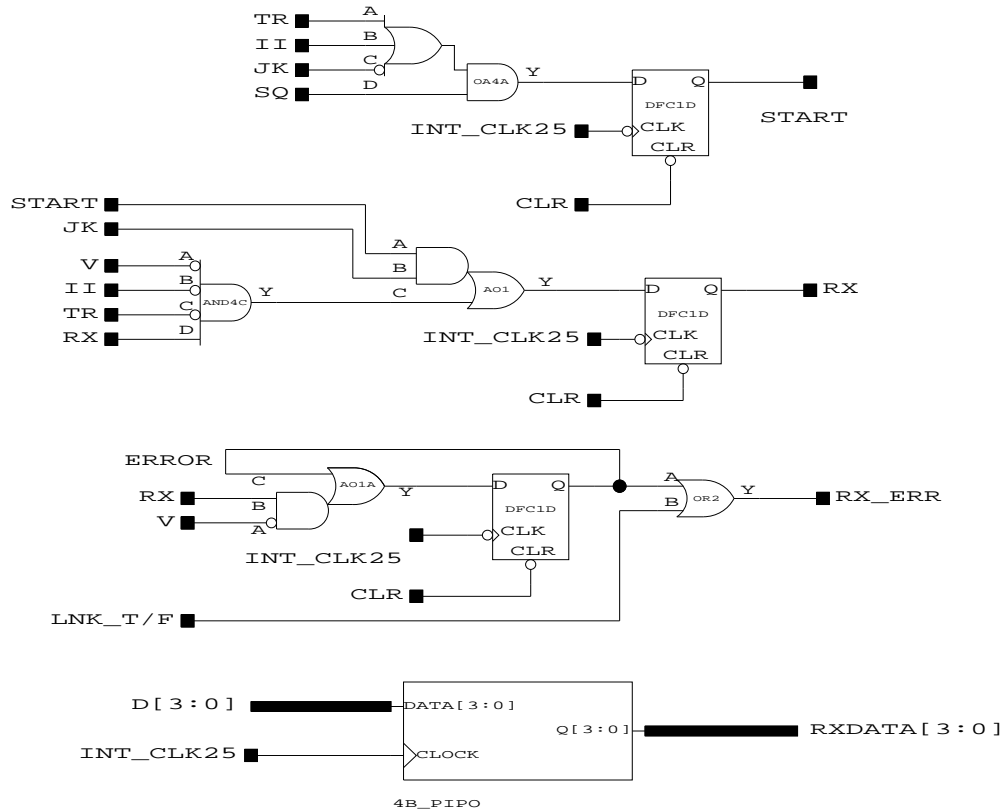 TR A
II B
JK C
SQ D
OA4A Y
D Q
DFC1D
START
INT_CLK25 CLK
CLR
CLR
START
JK
A
V A
B
II B
Y
C
AO1 Y
D Q
RX
AND4C
TR C
DFC1D
RX D
INT_CLK25 CLK
CLR
CLR
ERROR
C
AO1A
Y
D Q
A
Y
RX
B
OR2
RX_ERR
B
DFC1D
V
A
CLK
INT_CLK25
CLR
CLR
LNK_T/F
D[3:0] DATA[3:0]
Q[3:0] RXDATA[3:0]
INT_CLK25 CLOCK
4B_PIPO